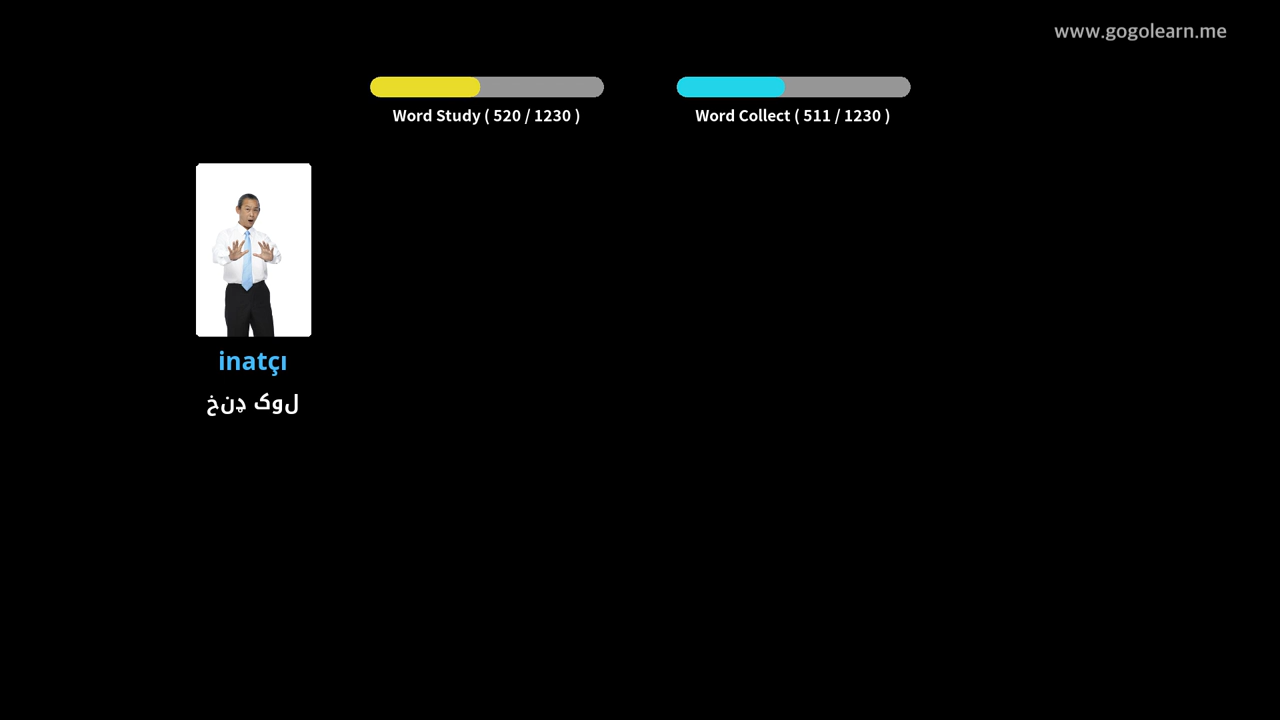 www.gogolearn.me
Word Study ( 520 / 1230 )
Word Collect ( 511 / 1230 )
inatçı
خنډ کول